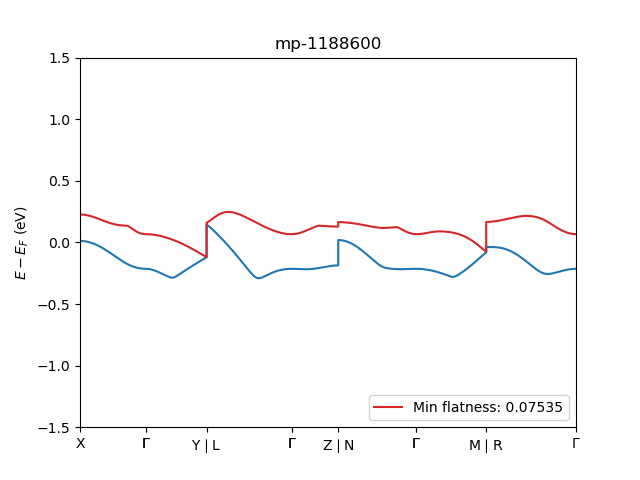 mp-1188600
E − E_F (eV)
1.5
1.0
0.5
0.0
−0.5
−1.0
−1.5
Min flatness: 0.07535
X Γ Y | L Γ Z | N Γ M | R Γ